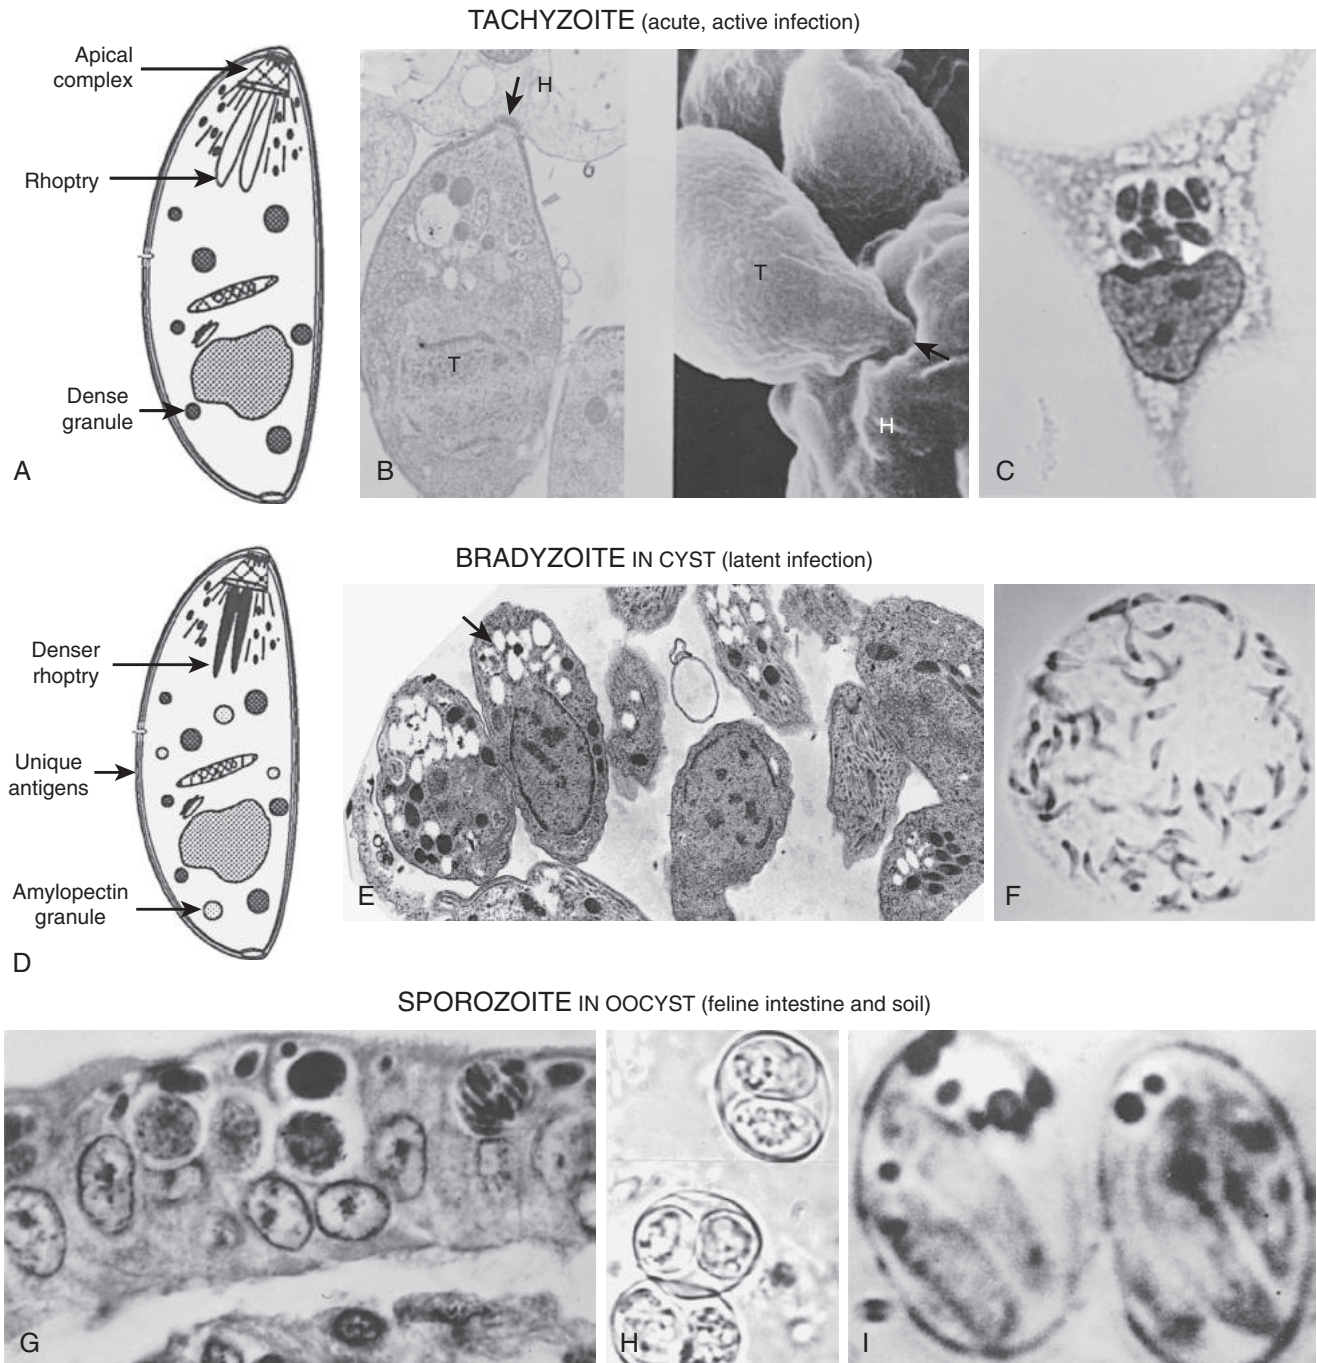 TACHYZOITE (acute, active infection)
Apical
complex
Rhoptry
Dense
granule
A
H
T
B
T
H
C
BRADYZOITE IN CYST (latent infection)
Denser
rhoptry
Unique
antigens
Amylopectin
granule
D
E
F
SPOROZOITE IN OOCYST (feline intestine and soil)
G
H
I